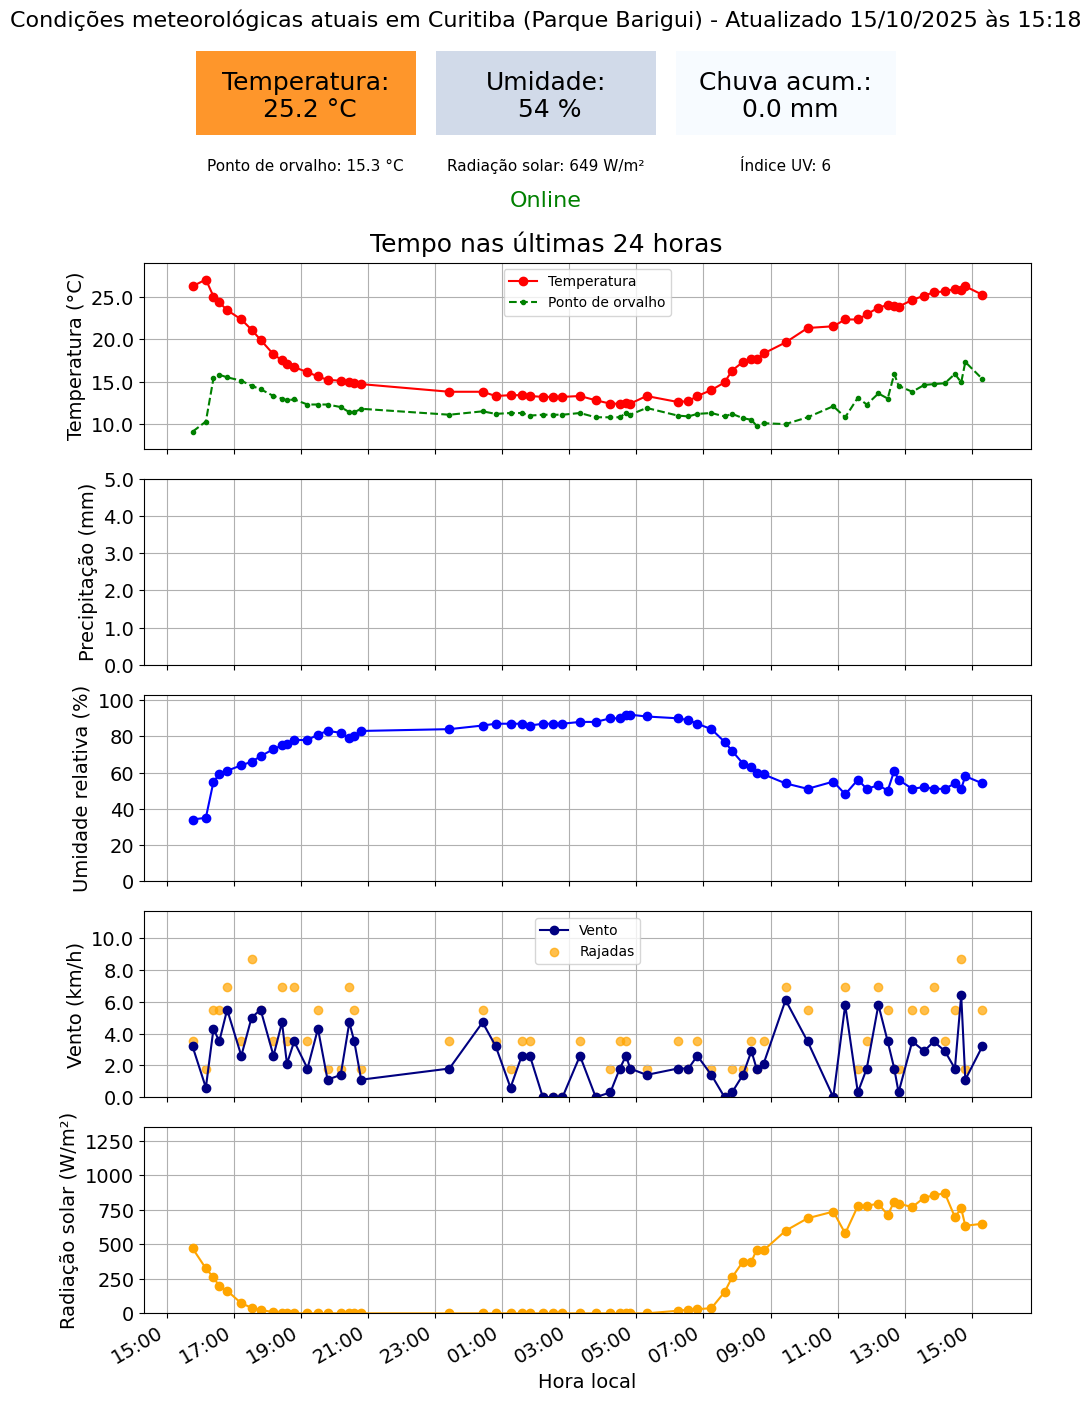 Condições meteorológicas atuais em Curitiba (Parque Barigui) - Atualizado 15/10/2025 às 15:18
Temperatura:
25.2 °C
Umidade:
54 %
Chuva acum.:
0.0 mm
Ponto de orvalho: 15.3 °C
Radiação solar: 649 W/m²
Índice UV: 6
Online
Tempo nas últimas 24 horas
Temperatura (°C)
25.0
20.0
15.0
10.0
Temperatura
Ponto de orvalho
Precipitação (mm)
5.0
4.0
3.0
2.0
1.0
0.0
Umidade relativa (%)
100
80
60
40
20
0
Vento (km/h)
10.0
8.0
6.0
4.0
2.0
0.0
Vento
Rajadas
Radiação solar (W/m²)
1250
1000
750
500
250
0
15:00
17:00
19:00
21:00
23:00
01:00
03:00
05:00
07:00
09:00
11:00
13:00
15:00
Hora local